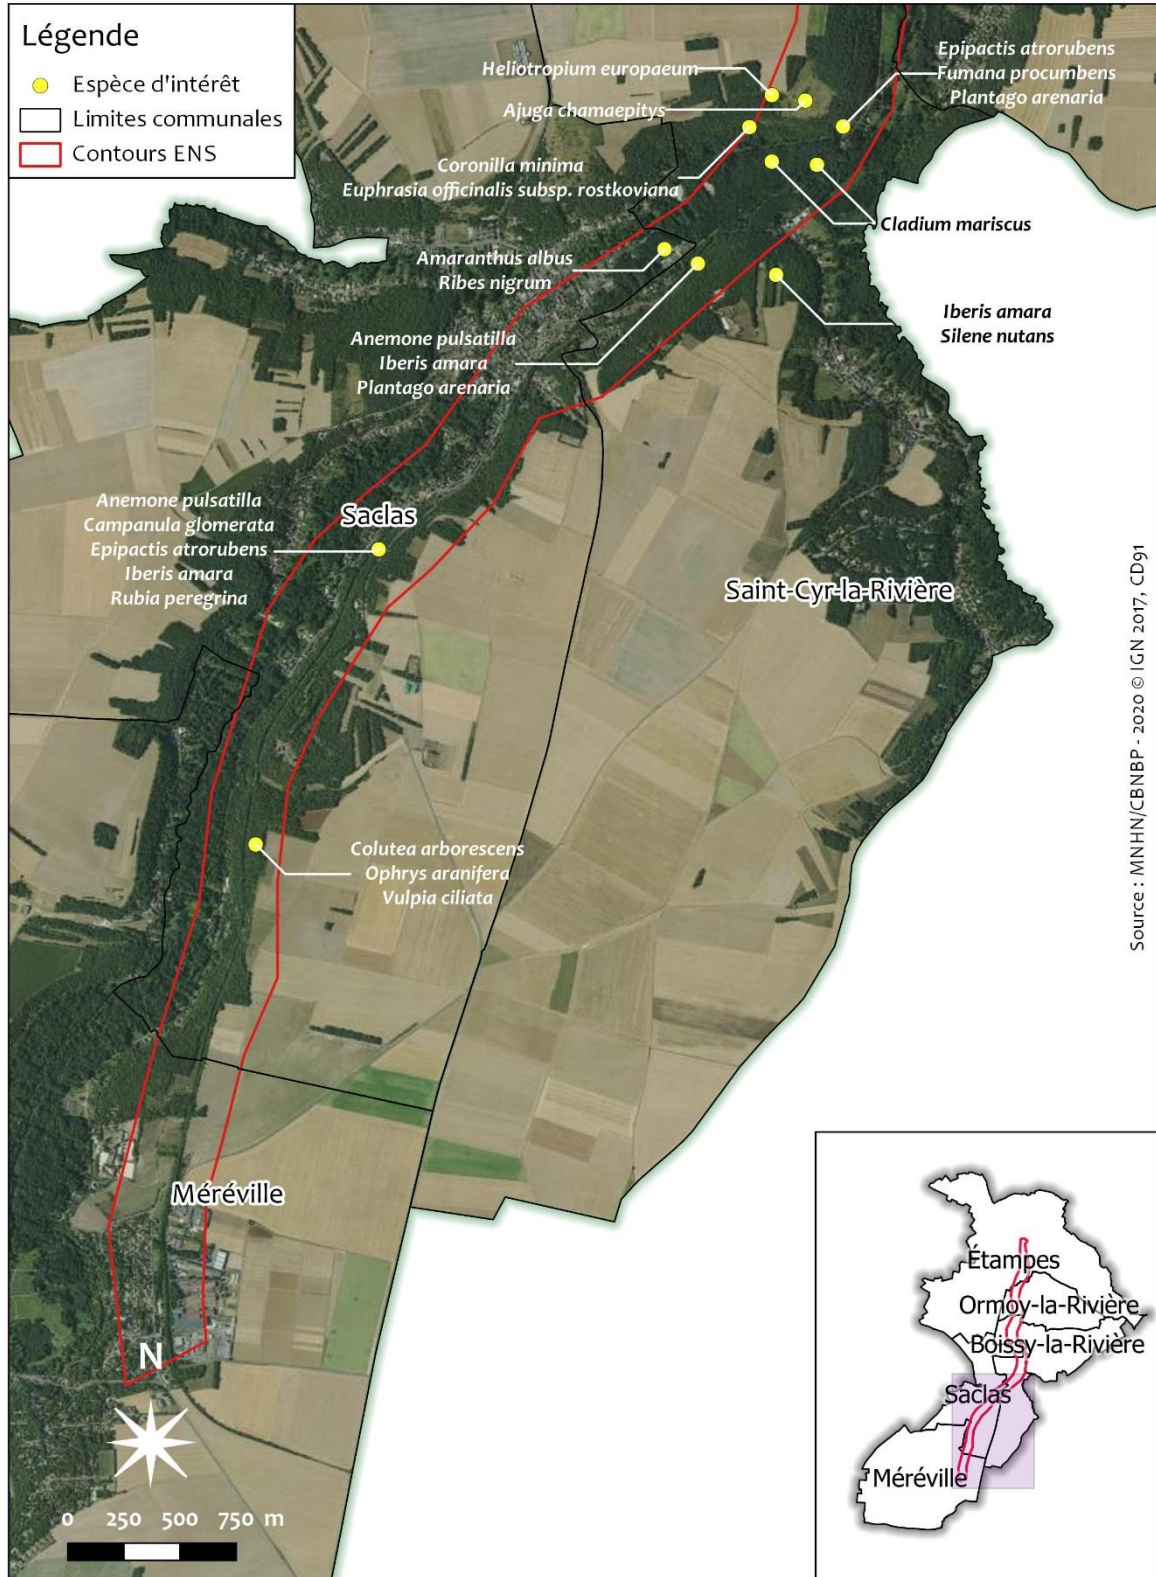 Légende
Espèce d'intérêt
Limites communales
Contours ENS
Heliotropium europaeum
Ajuga chamaepitys
Epipactis atrorubens
Fumana procumbens
Plantago arenaria
Coronilla minima
Euphrasia officinalis subsp. rostkoviana
Cladium mariscus
Amaranthus albus
Ribes nigrum
Iberis amara
Silene nutans
Anemone pulsatilla
Iberis amara
Plantago arenaria
Anemone pulsatilla
Campanula glomerata
Epipactis atrorubens
Iberis amara
Rubia peregrina
Saclas
Saint-Cyr-la-Rivière
Colutea arborescens
Ophrys aranifera
Vulpia ciliata
Méréville
N
0 250 500 750 m
Source : MNHN/CBNBP - 2020 © IGN 2017, CD91
Étampes
Ormoy-la-Rivière
Boissy-la-Rivière
Saclas
Méréville